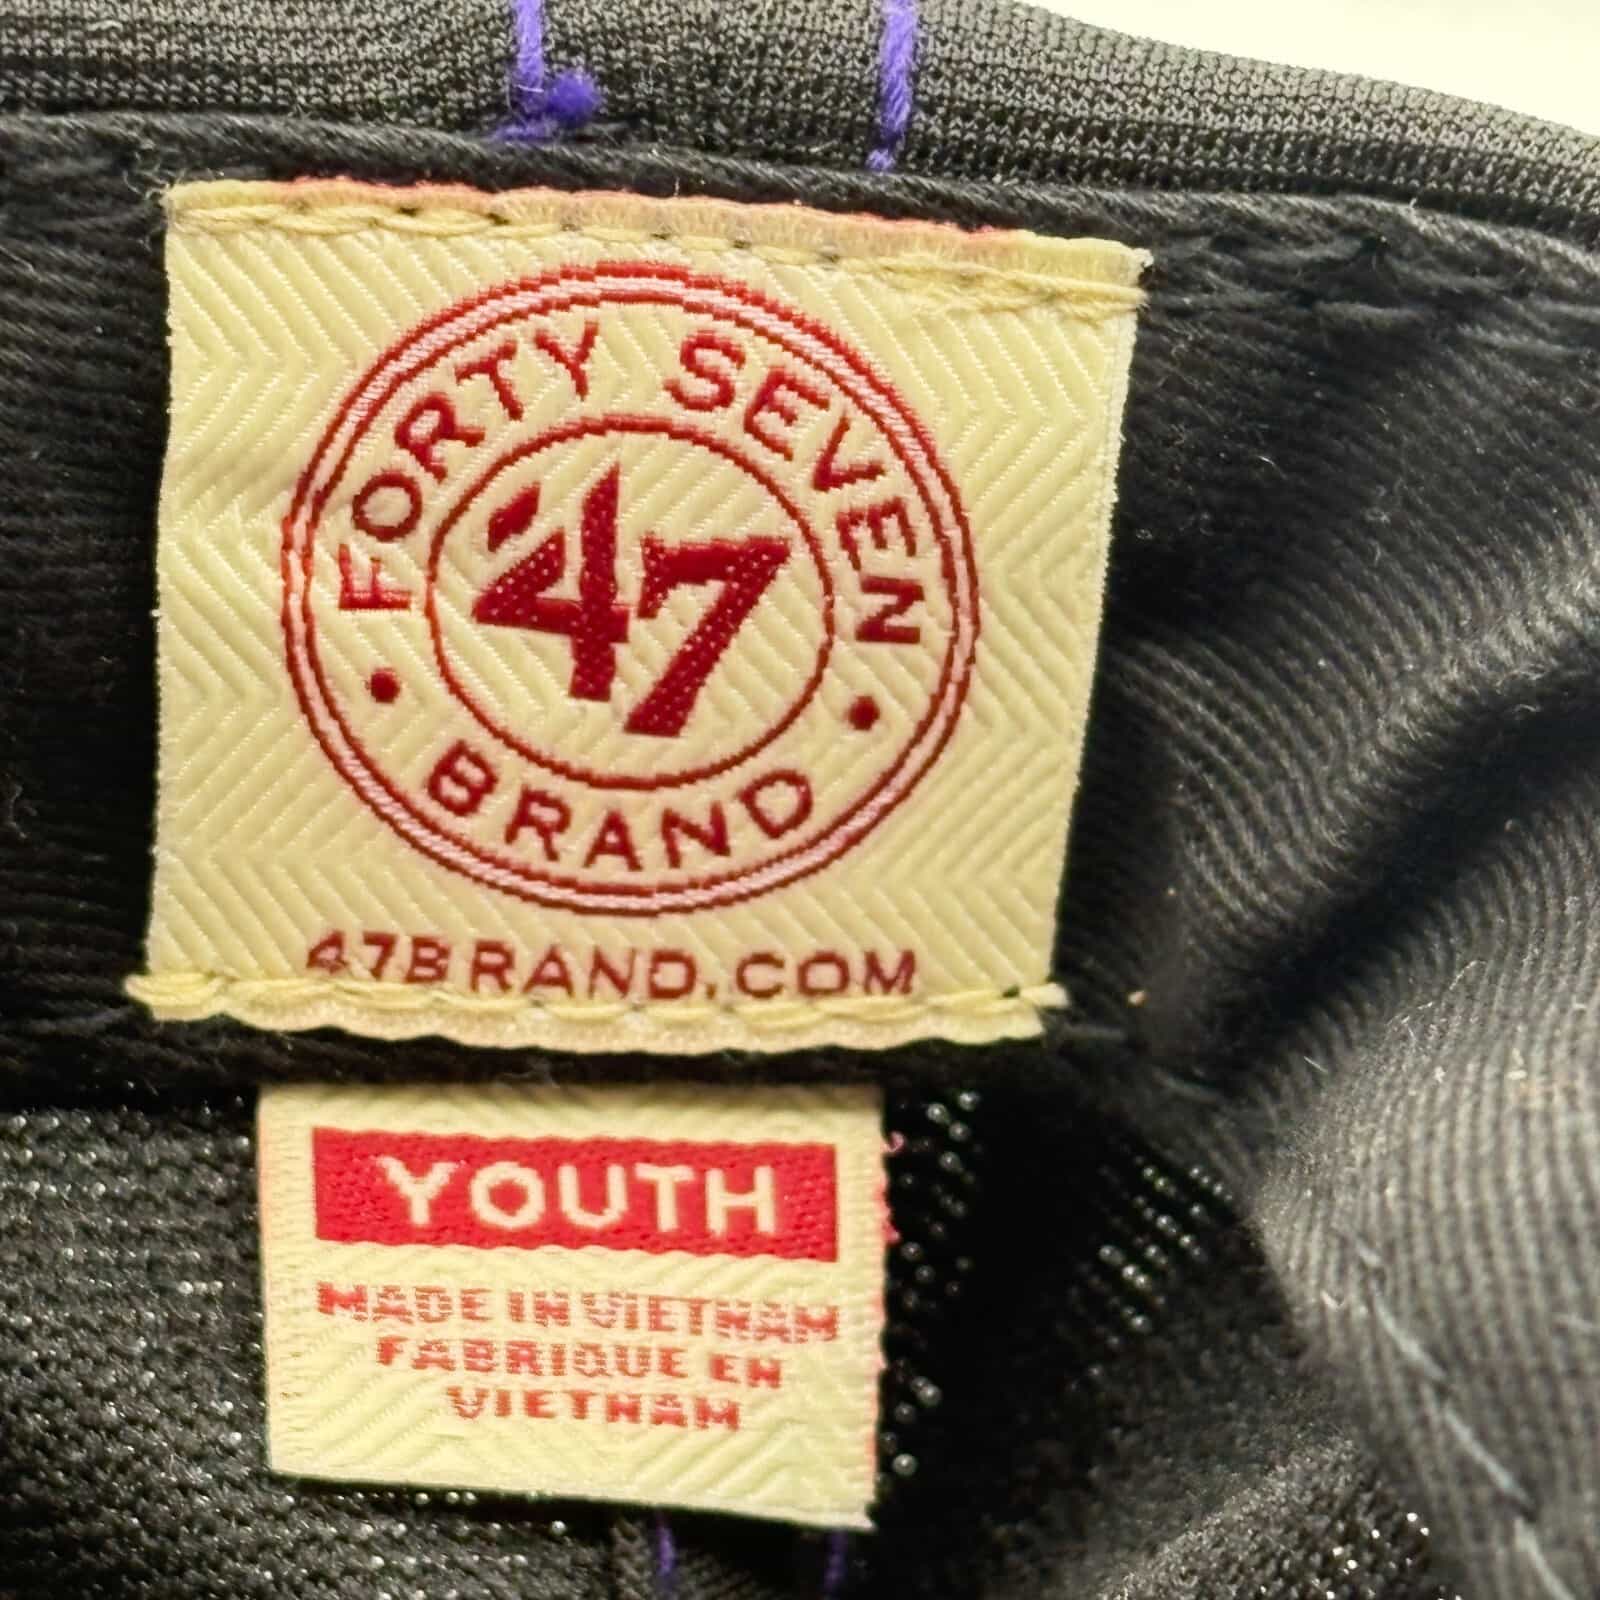 FORTY SEVEN
47
BRAND
47BRAND.COM
YOUTH
MADE IN VIETNAM
FABRIQUE EN
VIETNAM